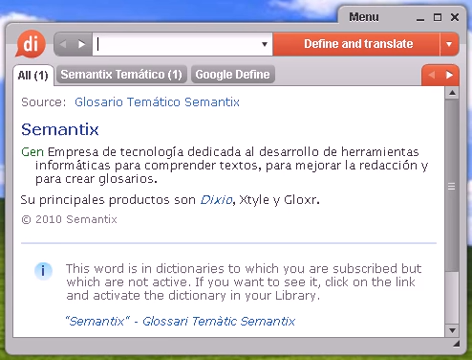 Menu
di
Define and translate
All (1) Semantix Temático (1) Google Define
Source: Glosario Temático Semantix
Semantix
Gen Empresa de tecnología dedicada al desarrollo de herramientas
informáticas para comprender textos, para mejorar la redacción y
para crear glosarios.
Su principales productos son Dixio, Xtyle y Gloxr.
© 2010 Semantix
i
This word is in dictionaries to which you are subscribed but
which are not active. If you want to see it, click on the link
and activate the dictionary in your Library.
"Semantix" - Glossari Temàtic Semantix